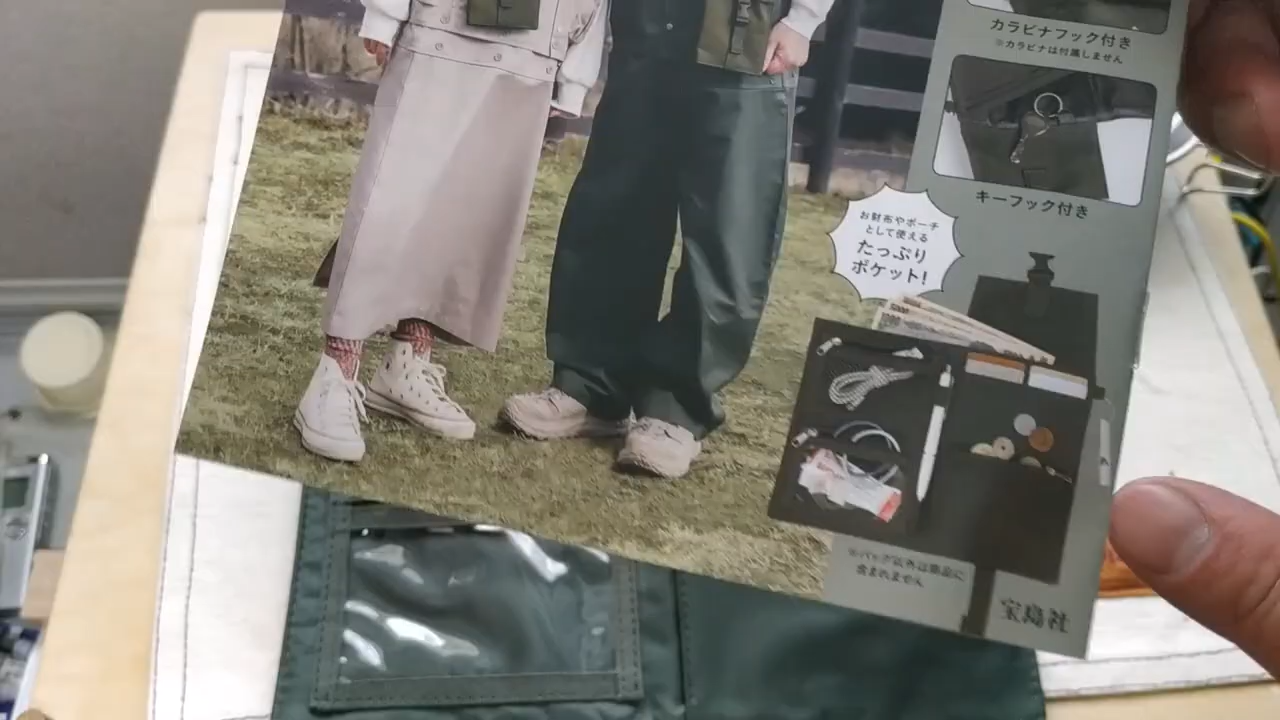 カラビナフック付き
※カラビナは付属しません
キーフック付き
お財布やポーチ
として使える
たっぷり
ポケット!
※バッグ以外は商品に
含まれません
宝島社